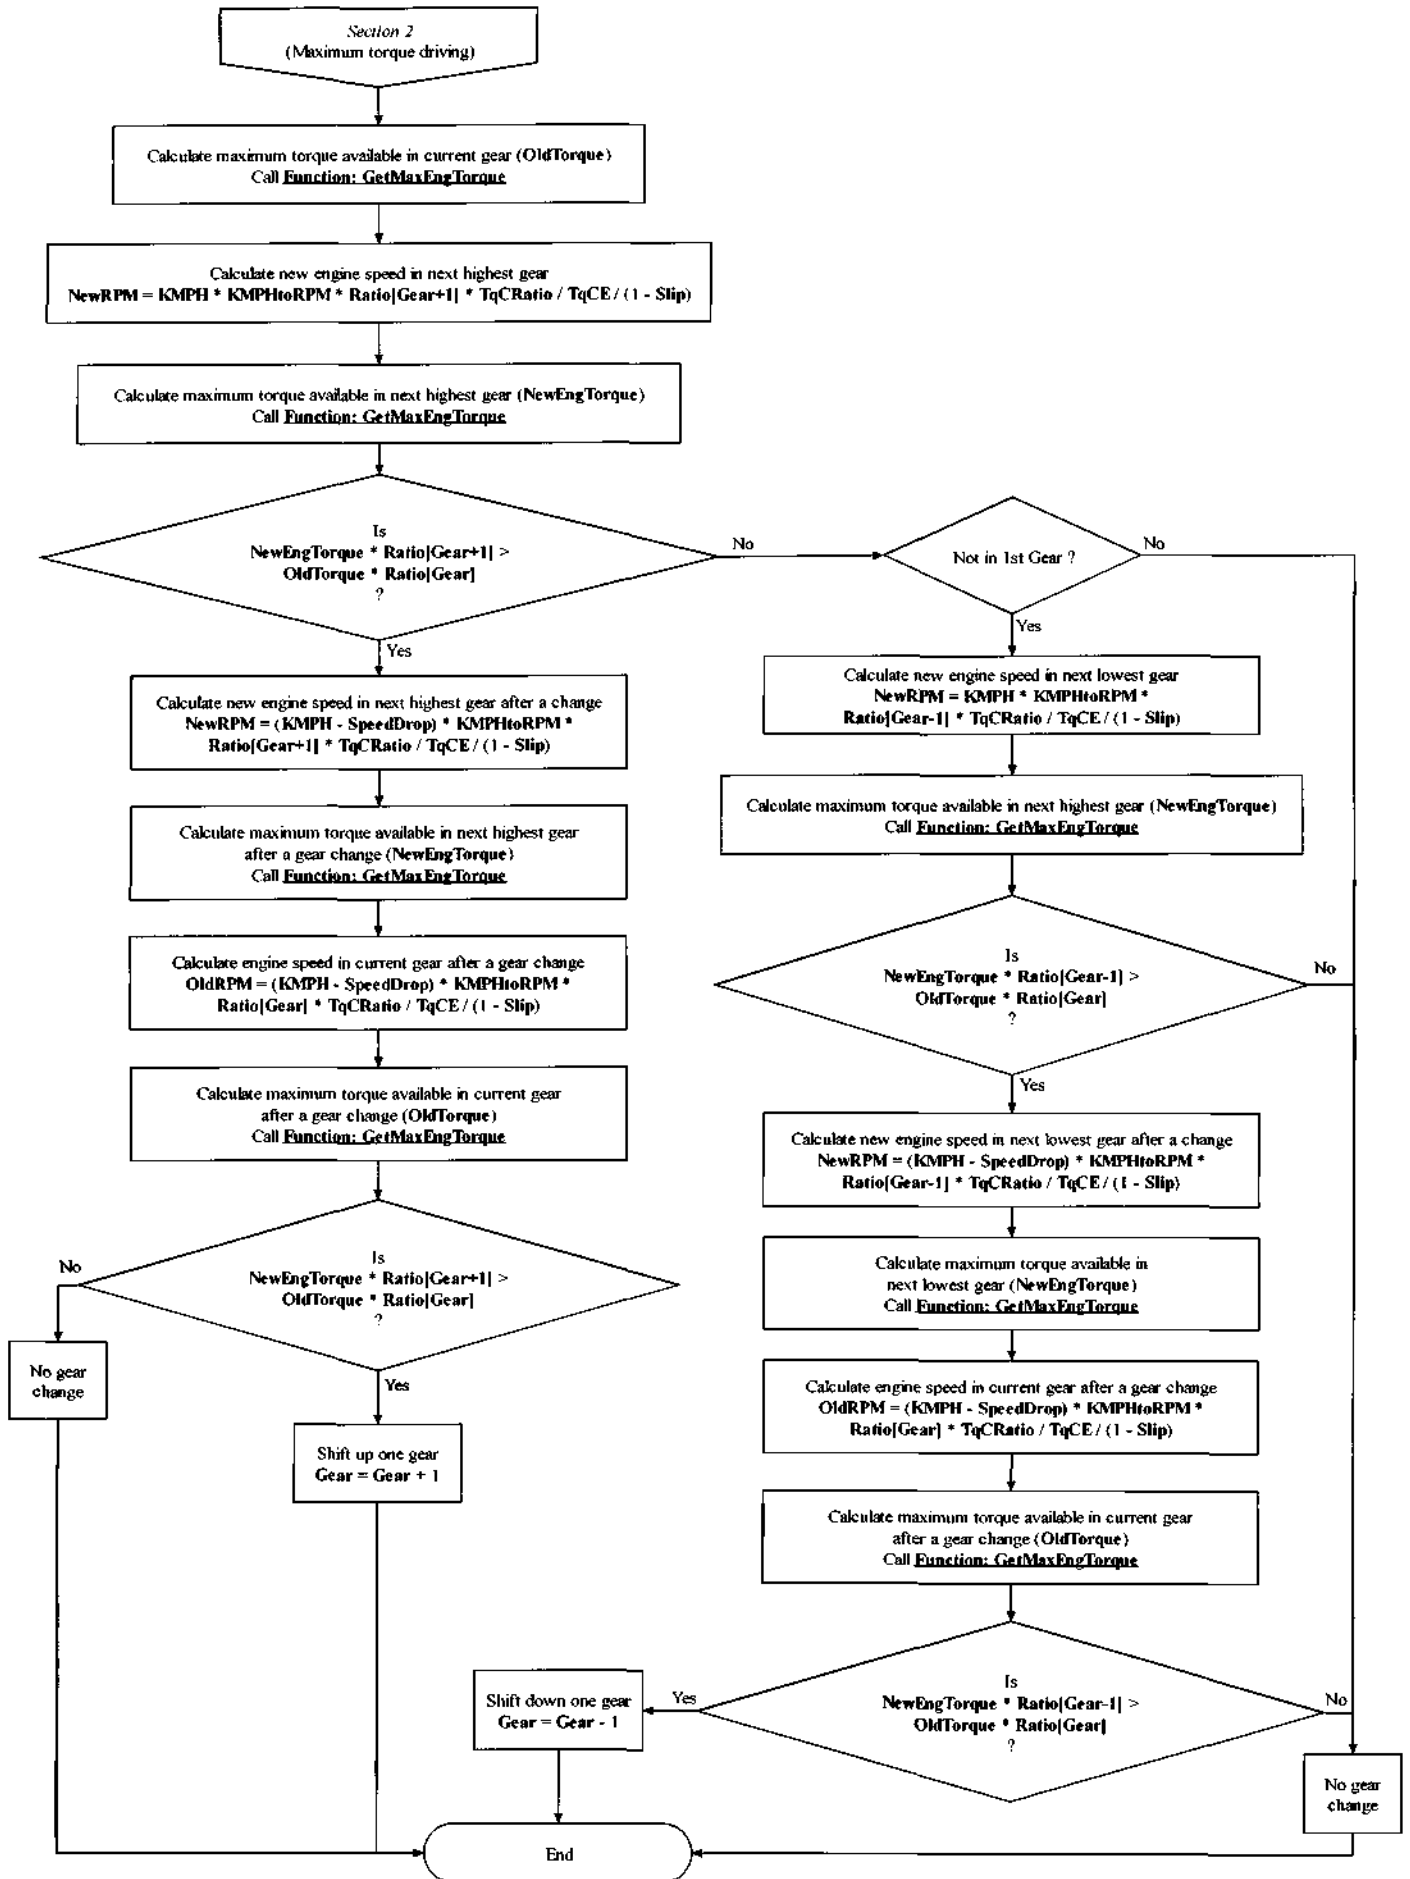 Section 2
(Maximum torque driving)
Calculate maximum torque available in current gear (OldTorque)
Call Function: GetMaxEngTorque
Calculate new engine speed in next highest gear
NewRPM = KMPH * KMPHtoRPM * Ratio[Gear+1] * TqCRatio / TqCE / (1 - Slip)
Calculate maximum torque available in next highest gear (NewEngTorque)
Call Function: GetMaxEngTorque
Is
NewEngTorque * Ratio[Gear+1] >
OldTorque * Ratio[Gear]
?
No
Yes
Calculate new engine speed in next highest gear after a change
NewRPM = (KMPH - SpeedDrop) * KMPHtoRPM *
Ratio[Gear+1] * TqCRatio / TqCE / (1 - Slip)
Calculate maximum torque available in next highest gear
after a gear change (NewEngTorque)
Call Function: GetMaxEngTorque
Calculate engine speed in current gear after a gear change
OldRPM = (KMPH - SpeedDrop) * KMPHtoRPM *
Ratio[Gear] * TqCRatio / TqCE / (1 - Slip)
Calculate maximum torque available in current gear
after a gear change (OldTorque)
Call Function: GetMaxEngTorque
Is
NewEngTorque * Ratio[Gear+1] >
OldTorque * Ratio[Gear]
?
No
No gear
change
Yes
Shift up one gear
Gear = Gear + 1
Not in 1st Gear ?
No
Yes
Calculate new engine speed in next lowest gear
NewRPM = KMPH * KMPHtoRPM *
Ratio[Gear-1] * TqCRatio / TqCE / (1 - Slip)
Calculate maximum torque available in next highest gear (NewEngTorque)
Call Function: GetMaxEngTorque
Is
NewEngTorque * Ratio[Gear-1] >
OldTorque * Ratio[Gear]
?
No
Yes
Calculate new engine speed in next lowest gear after a change
NewRPM = (KMPH - SpeedDrop) * KMPHtoRPM *
Ratio[Gear-1] * TqCRatio / TqCE / (1 - Slip)
Calculate maximum torque available in
next lowest gear (NewEngTorque)
Call Function: GetMaxEngTorque
Calculate engine speed in current gear after a gear change
OldRPM = (KMPH - SpeedDrop) * KMPHtoRPM *
Ratio[Gear] * TqCRatio / TqCE / (1 - Slip)
Calculate maximum torque available in current gear
after a gear change (OldTorque)
Call Function: GetMaxEngTorque
Is
NewEngTorque * Ratio[Gear-1] >
OldTorque * Ratio[Gear]
?
Yes
No
Shift down one gear
Gear = Gear - 1
No gear
change
End